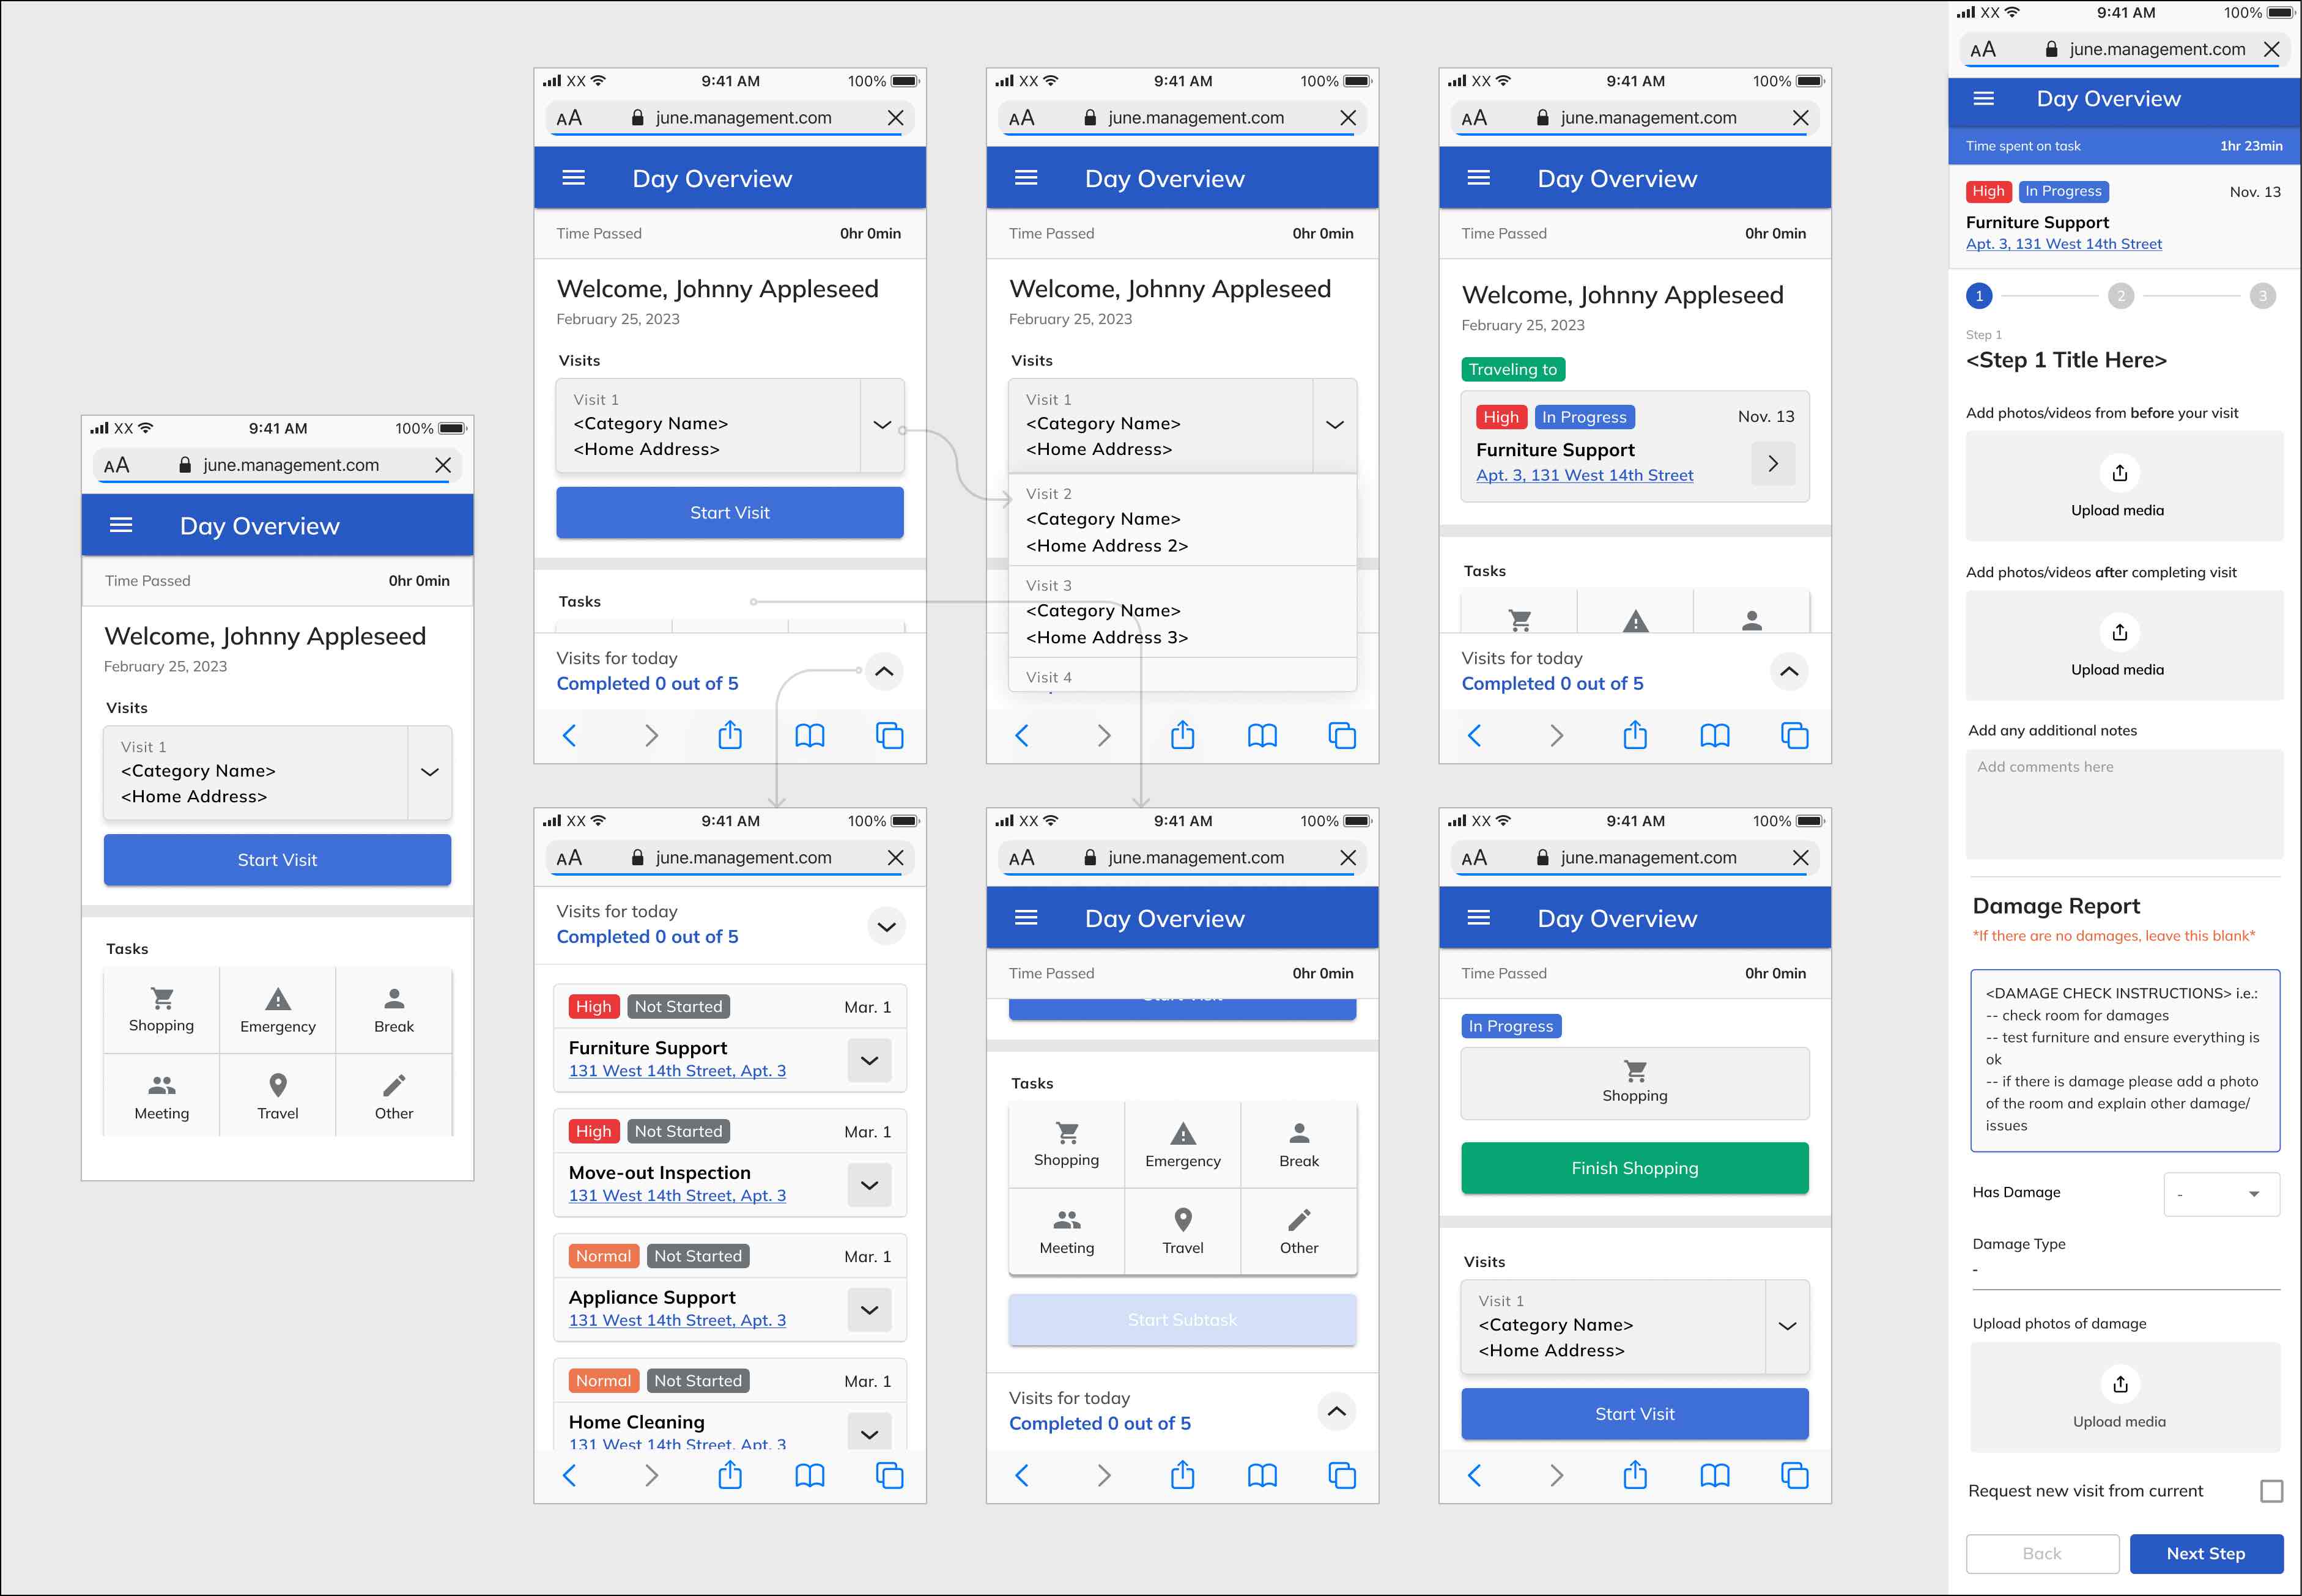 XX 9:41 AM 100%
AA june.management.com
Day Overview
Time Passed 0hr 0min
Welcome, Johnny Appleseed
February 25, 2023
Visits
Visit 1
<Category Name>
<Home Address>
Start Visit
Tasks
Shopping Emergency Break
Meeting Travel Other
XX 9:41 AM 100%
AA june.management.com
Day Overview
Time Passed 0hr 0min
Welcome, Johnny Appleseed
February 25, 2023
Visits
Visit 1
<Category Name>
<Home Address>
Start Visit
Tasks
Visits for today
Completed 0 out of 5
XX 9:41 AM 100%
AA june.management.com
Day Overview
Time Passed 0hr 0min
Welcome, Johnny Appleseed
February 25, 2023
Visits
Visit 1
<Category Name>
<Home Address>
Visit 2
<Category Name>
<Home Address 2>
Visit 3
<Category Name>
<Home Address 3>
Visit 4
XX 9:41 AM 100%
AA june.management.com
Day Overview
Time Passed 0hr 0min
Welcome, Johnny Appleseed
February 25, 2023
Traveling to
High In Progress Nov. 13
Furniture Support
Apt. 3, 131 West 14th Street
Tasks
Visits for today
Completed 0 out of 5
XX 9:41 AM 100%
AA june.management.com
Visits for today
Completed 0 out of 5
High Not Started Mar. 1
Furniture Support
131 West 14th Street, Apt. 3
High Not Started Mar. 1
Move-out Inspection
131 West 14th Street, Apt. 3
Normal Not Started Mar. 1
Appliance Support
131 West 14th Street, Apt. 3
Normal Not Started Mar. 1
Home Cleaning
131 West 14th Street, Apt. 3
XX 9:41 AM 100%
AA june.management.com
Day Overview
Time Passed 0hr 0min
Tasks
Shopping Emergency Break
Meeting Travel Other
Start Subtask
Visits for today
Completed 0 out of 5
XX 9:41 AM 100%
AA june.management.com
Day Overview
Time Passed 0hr 0min
In Progress
Shopping
Finish Shopping
Visits
Visit 1
<Category Name>
<Home Address>
Start Visit
XX 9:41 AM 100%
AA june.management.com
Day Overview
Time spent on task 1hr 23min
High In Progress Nov. 13
Furniture Support
Apt. 3, 131 West 14th Street
1 2 3
Step 1
<Step 1 Title Here>
Add photos/videos from before your visit
Upload media
Add photos/videos after completing visit
Upload media
Add any additional notes
Add comments here
Damage Report
*If there are no damages, leave this blank*
<DAMAGE CHECK INSTRUCTIONS> i.e.:
-- check room for damages
-- test furniture and ensure everything is
ok
-- if there is damage please add a photo
of the room and explain other damage/
issues
Has Damage -
Damage Type
-
Upload photos of damage
Upload media
Request new visit from current
Back Next Step